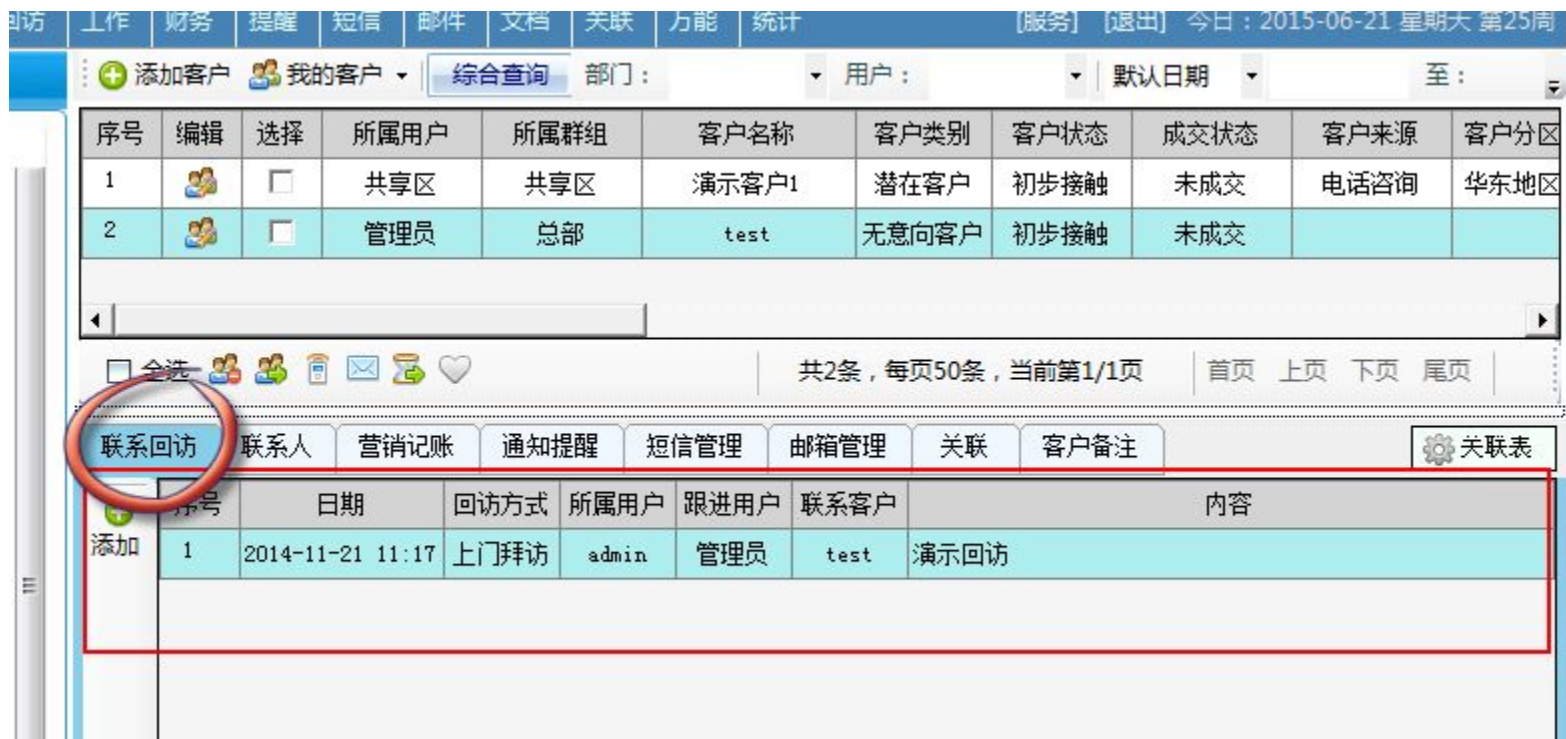 回访 工作 财务 提醒 短信 邮件 文档 关联 万能 统计 [服务] [退出] 今日：2015-06-21 星期天 第25周
添加客户 我的客户 综合查询 部门： 用户： 默认日期 至：
序号 编辑 选择 所属用户 所属群组 客户名称 客户类别 客户状态 成交状态 客户来源 客户分区
1 共享区 共享区 演示客户1 潜在客户 初步接触 未成交 电话咨询 华东地区
2 管理员 总部 test 无意向客户 初步接触 未成交
全选 共2条，每页50条，当前第1/1页 首页 上页 下页 尾页
联系回访 联系人 营销记账 通知提醒 短信管理 邮箱管理 关联 客户备注 关联表
序号 日期 回访方式 所属用户 跟进用户 联系客户 内容
添加 1 2014-11-21 11:17 上门拜访 admin 管理员 test 演示回访